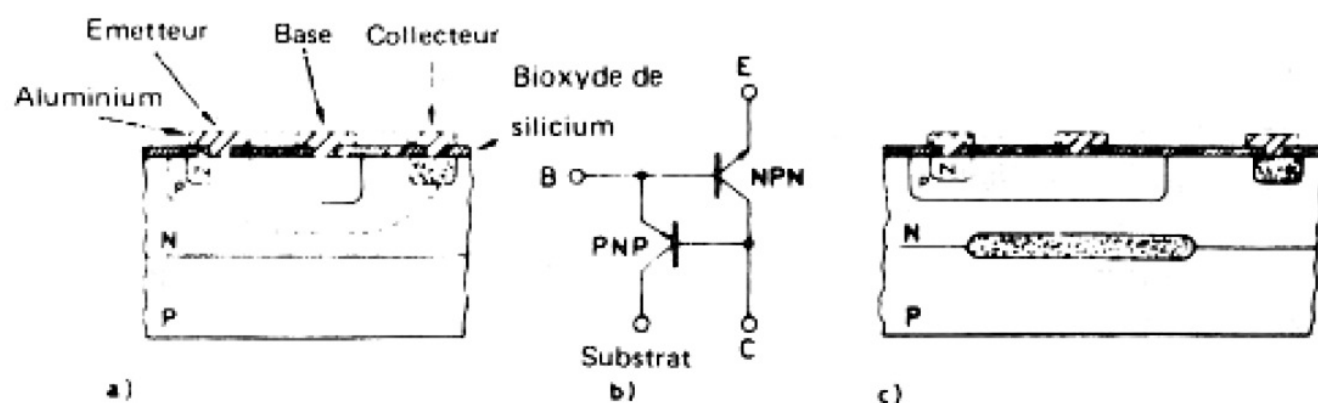 Emetteur
Base
Collecteur
Aluminium
Bioxyde de
silicium
P
N
N
P
a)
E
B
NPN
PNP
Substrat
C
b)
P
N
N
P
c)